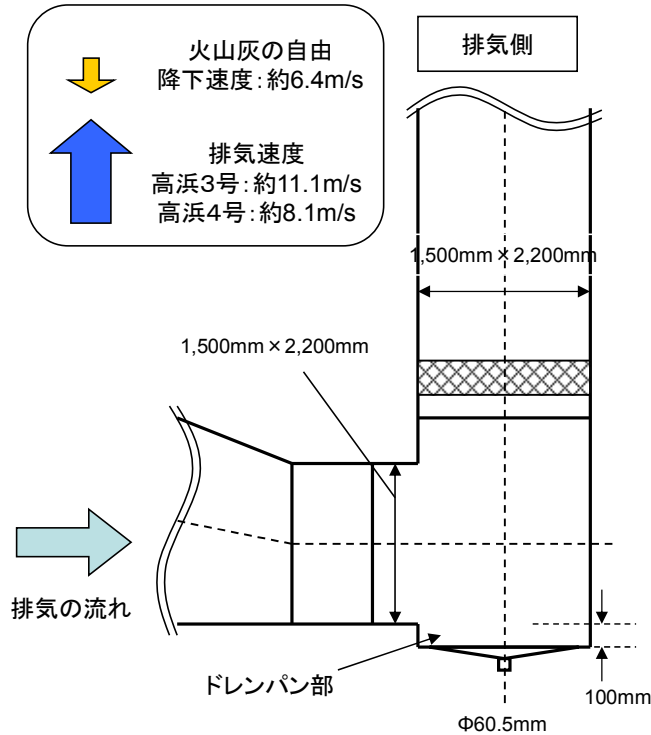 火山灰の自由
降下速度：約6.4m/s
排気速度
高浜3号：約11.1m/s
高浜4号：約8.1m/s
排気側
1,500mm×2,200mm
1,500mm×2,200mm
排気の流れ
ドレンパン部
100mm
Φ60.5mm